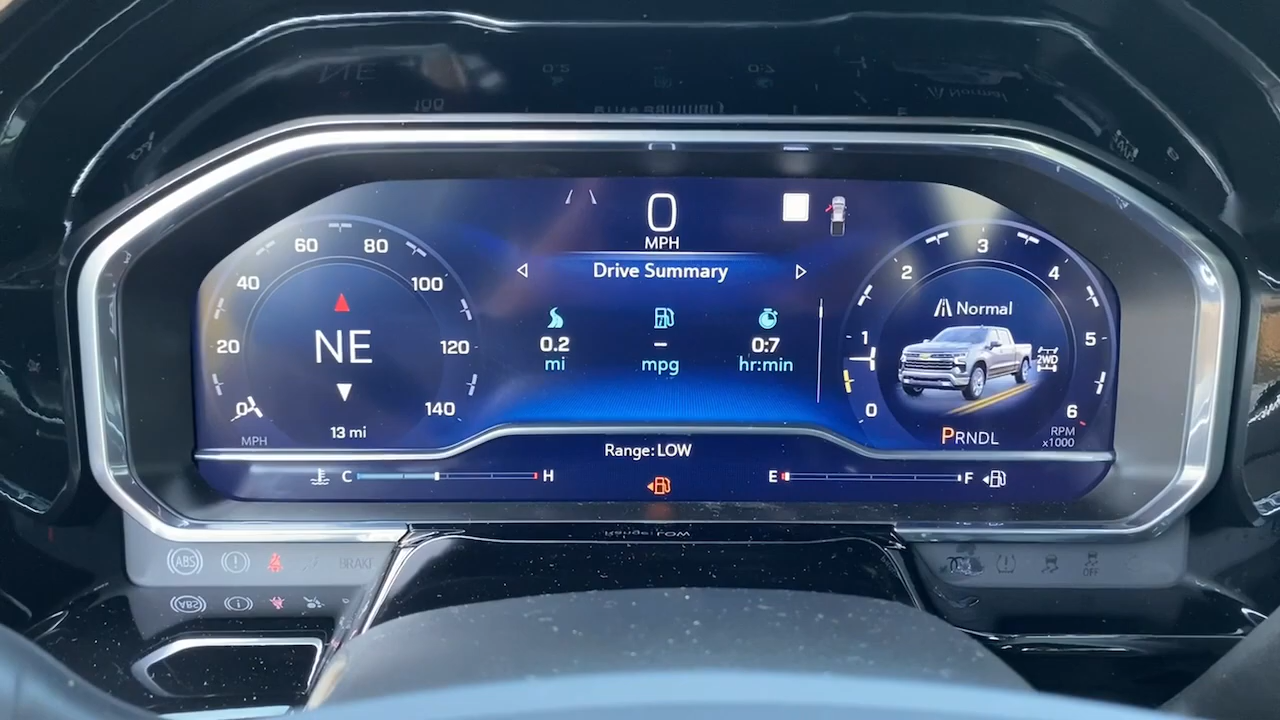 0
MPH
Drive Summary
0.2
mi
–
mpg
0:7
hr:min
0
20
40
60
80
100
120
140
MPH
NE
13 mi
0
1
2
3
4
5
6
Normal
2WD
PRNDL
RPM
x1000
Range: LOW
C
H
E
F
ABS
BRAKE
OFF